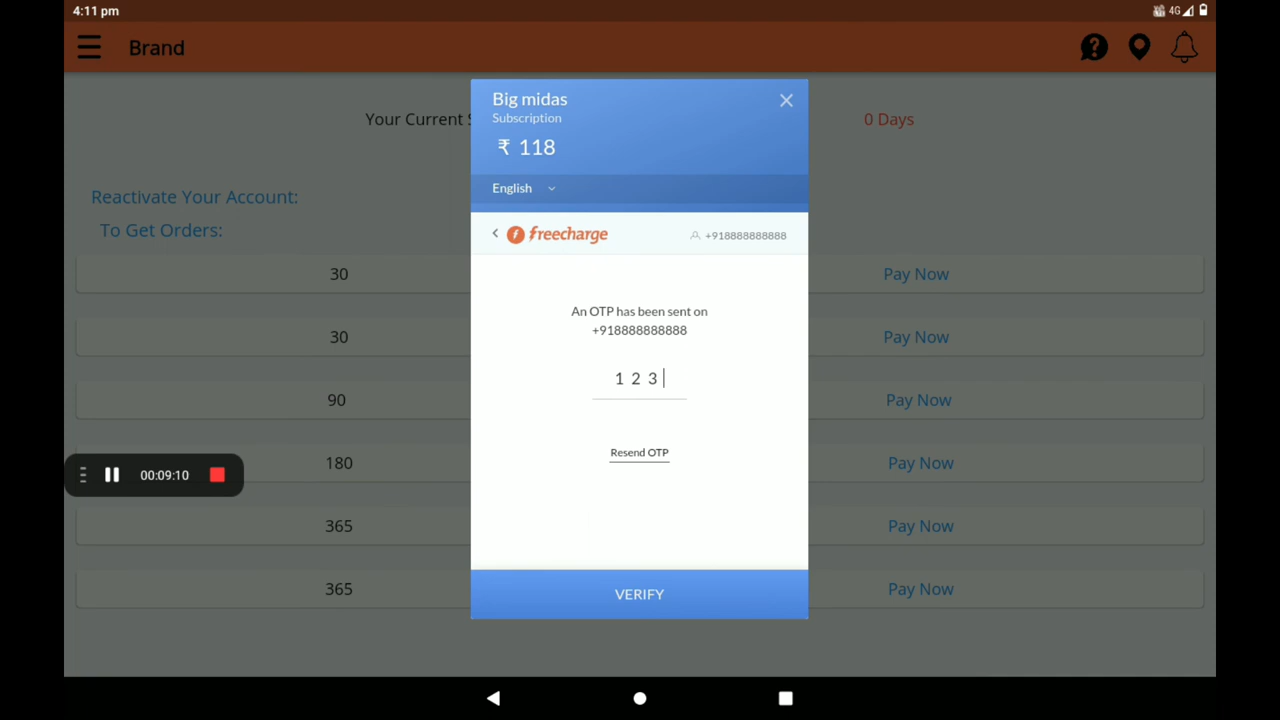 4:11 pm
4G
Brand
Your Current S
0 Days
Big midas
Subscription
₹ 118
English
Reactivate Your Account:
To Get Orders:
freecharge
+918888888888
An OTP has been sent on
+918888888888
1 2 3
Resend OTP
VERIFY
30 Pay Now
30 Pay Now
90 Pay Now
180 Pay Now
365 Pay Now
365 Pay Now
00:09:10